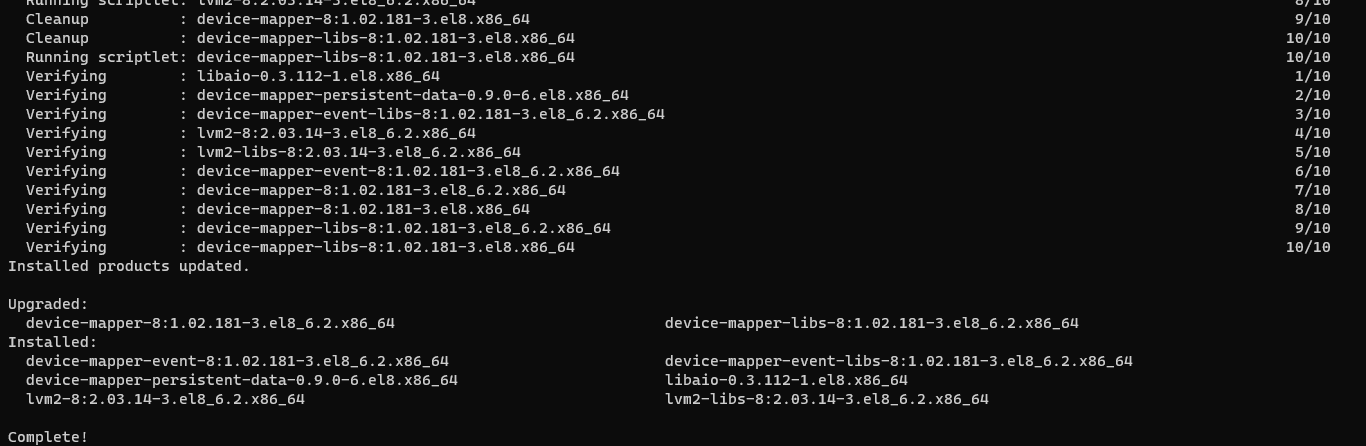 Running scriptlet: lvm2-8:2.03.14-3.el8_6.2.x86_64 8/10
Cleanup : device-mapper-8:1.02.181-3.el8.x86_64 9/10
Cleanup : device-mapper-libs-8:1.02.181-3.el8.x86_64 10/10
Running scriptlet: device-mapper-libs-8:1.02.181-3.el8.x86_64 10/10
Verifying : libaio-0.3.112-1.el8.x86_64 1/10
Verifying : device-mapper-persistent-data-0.9.0-6.el8.x86_64 2/10
Verifying : device-mapper-event-libs-8:1.02.181-3.el8_6.2.x86_64 3/10
Verifying : lvm2-8:2.03.14-3.el8_6.2.x86_64 4/10
Verifying : lvm2-libs-8:2.03.14-3.el8_6.2.x86_64 5/10
Verifying : device-mapper-event-8:1.02.181-3.el8_6.2.x86_64 6/10
Verifying : device-mapper-8:1.02.181-3.el8_6.2.x86_64 7/10
Verifying : device-mapper-8:1.02.181-3.el8.x86_64 8/10
Verifying : device-mapper-libs-8:1.02.181-3.el8_6.2.x86_64 9/10
Verifying : device-mapper-libs-8:1.02.181-3.el8.x86_64 10/10
Installed products updated.
Upgraded:
device-mapper-8:1.02.181-3.el8_6.2.x86_64 device-mapper-libs-8:1.02.181-3.el8_6.2.x86_64
Installed:
device-mapper-event-8:1.02.181-3.el8_6.2.x86_64 device-mapper-event-libs-8:1.02.181-3.el8_6.2.x86_64
device-mapper-persistent-data-0.9.0-6.el8.x86_64 libaio-0.3.112-1.el8.x86_64
lvm2-8:2.03.14-3.el8_6.2.x86_64 lvm2-libs-8:2.03.14-3.el8_6.2.x86_64
Complete!